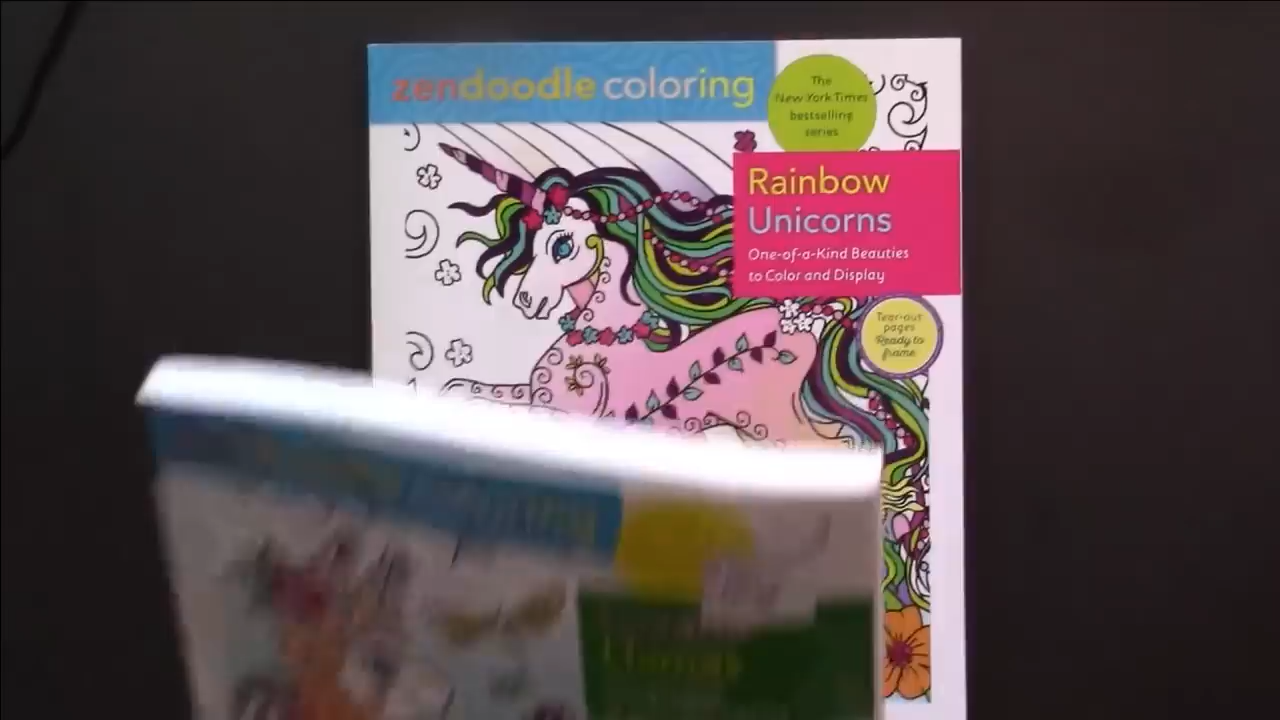 zendoodle coloring
The
New York Times
bestselling
series
Rainbow
Unicorns
One-of-a-Kind Beauties
to Color and Display
Tear-out
pages
Ready to
frame